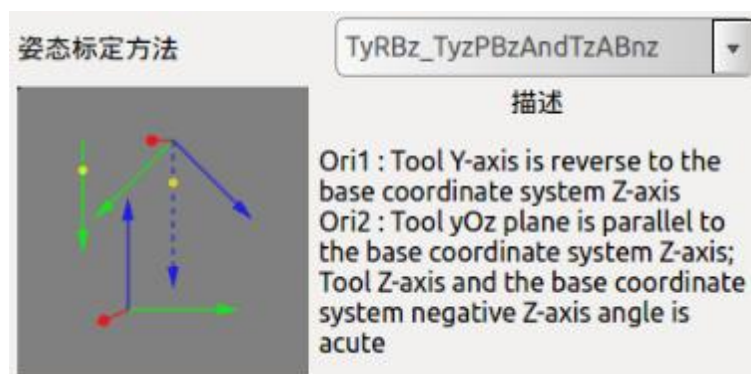 姿态标定方法
TyRBz_TyzPBzAndTzABnz
描述
Ori1 : Tool Y-axis is reverse to the
base coordinate system Z-axis
Ori2 : Tool yOz plane is parallel to
the base coordinate system Z-axis;
Tool Z-axis and the base coordinate
system negative Z-axis angle is
acute